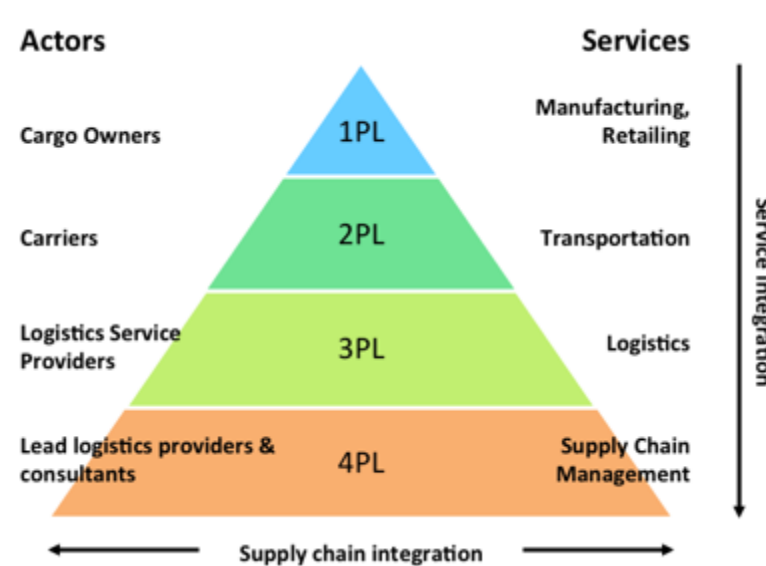 Actors
Services
Cargo Owners
1PL
Manufacturing,
Retailing
Carriers
2PL
Transportation
Logistics Service
Providers
3PL
Logistics
Lead logistics providers &
consultants
4PL
Supply Chain
Management
Supply chain integration
Service Integration